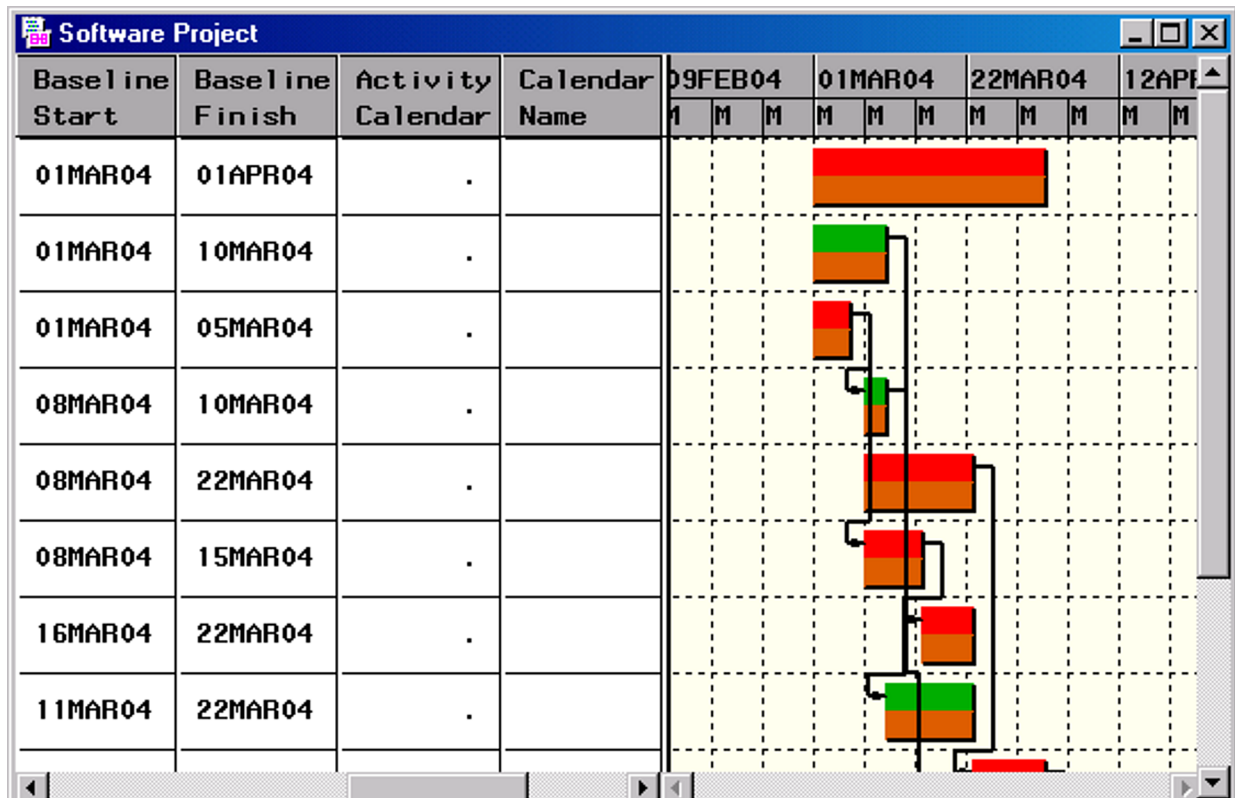 Software Project
Baseline Start Baseline Finish Activity Calendar Calendar Name
09FEB04 01MAR04 22MAR04 12APR
M M M M M M M M M M M
01MAR04 01APR04 .
01MAR04 10MAR04 .
01MAR04 05MAR04 .
08MAR04 10MAR04 .
08MAR04 22MAR04 .
08MAR04 15MAR04 .
16MAR04 22MAR04 .
11MAR04 22MAR04 .